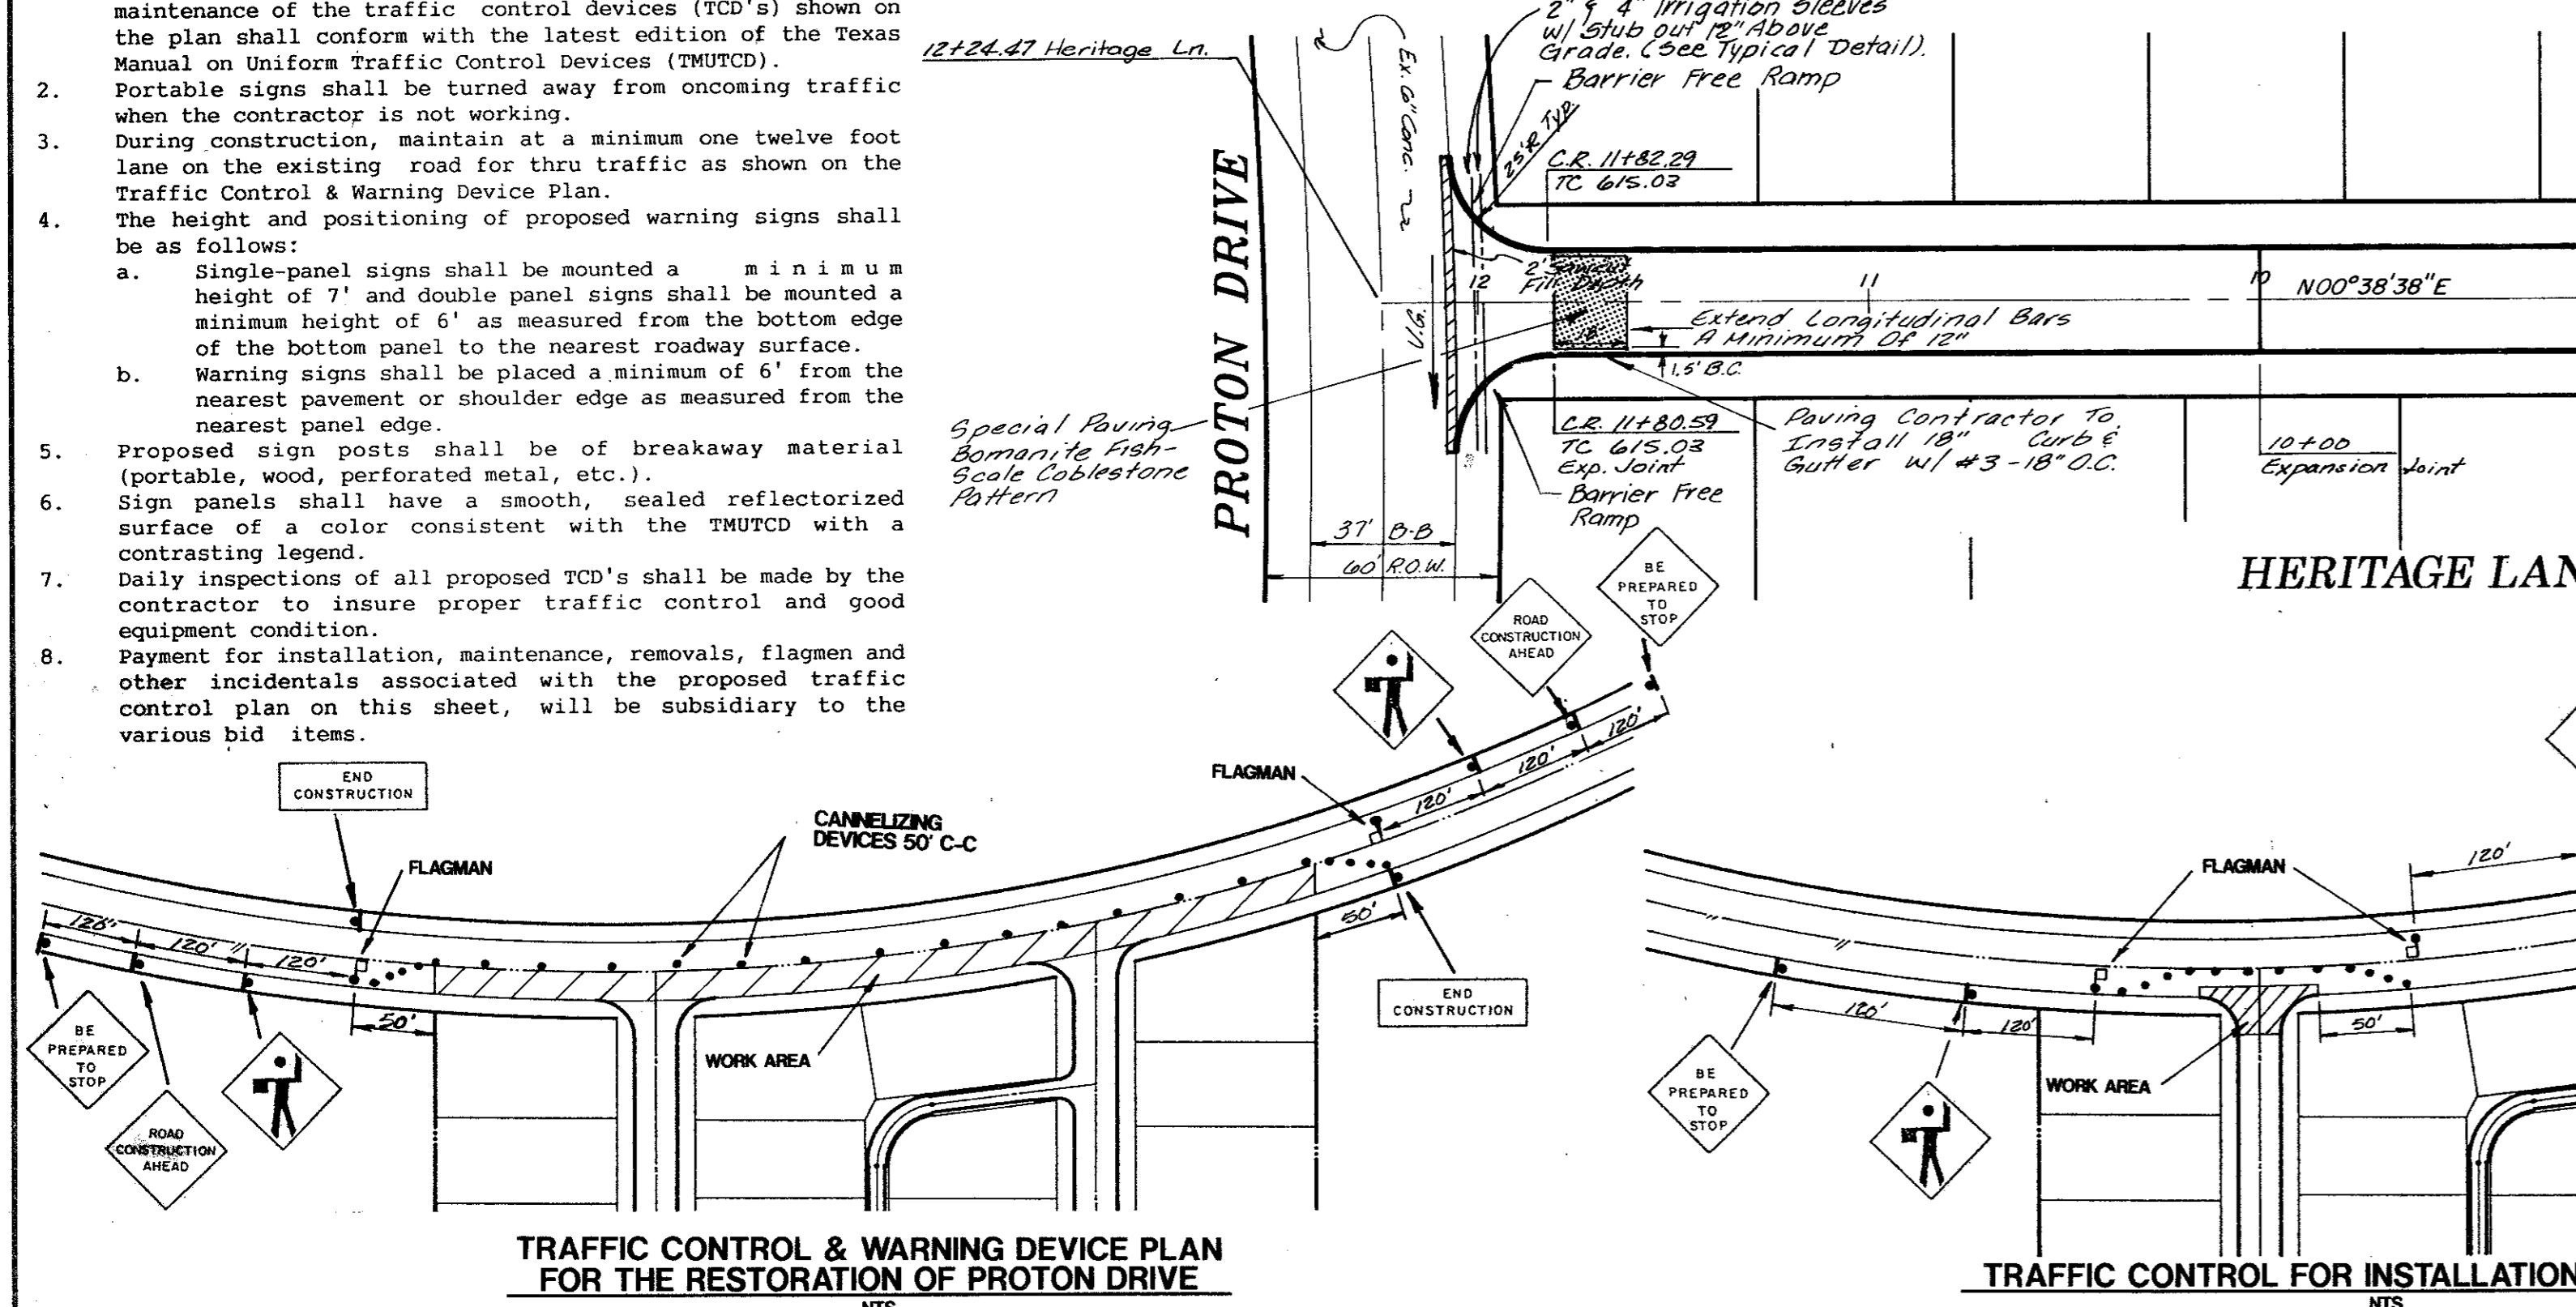 maintenance of the traffic control devices (TCD's) shown on
the plan shall conform with the latest edition of the Texas
Manual on Uniform Traffic Control Devices (TMUTCD).
2. Portable signs shall be turned away from oncoming traffic
when the contractor is not working.
3. During construction, maintain at a minimum one twelve foot
lane on the existing road for thru traffic as shown on the
Traffic Control & Warning Device Plan.
4. The height and positioning of proposed warning signs shall
be as follows:
a. Single-panel signs shall be mounted a minimum
height of 7' and double panel signs shall be mounted a
minimum height of 6' as measured from the bottom edge
of the bottom panel to the nearest roadway surface.
b. Warning signs shall be placed a minimum of 6' from the
nearest pavement or shoulder edge as measured from the
nearest panel edge.
5. Proposed sign posts shall be of breakaway material
(portable, wood, perforated metal, etc.).
6. Sign panels shall have a smooth, sealed reflectorized
surface of a color consistent with the TMUTCD with a
contrasting legend.
7. Daily inspections of all proposed TCD's shall be made by the
contractor to insure proper traffic control and good
equipment condition.
8. Payment for installation, maintenance, removals, flagmen and
other incidentals associated with the proposed traffic
control plan on this sheet, will be subsidiary to the
various bid items.
12+24.47 Heritage Ln.
2" & 4" Irrigation Sleeves
w/ Stub out 12" Above
Grade. (See Typical Detail).
Barrier Free Ramp
Ex. 6" Conc.
25'R Typ.
C.R. 11+82.29
TC 615.03
PROTON DRIVE
2' Sawcut
Full Depth
12
11
10
N00°38'38"E
Extend Longitudinal Bars
A Minimum Of 12"
18'
1.5' B.C.
Special Paving
Bomanite Fish-
Scale Coblestone
Pattern
C.R. 11+80.59
TC 615.03
Exp. Joint
Barrier Free
Ramp
Paving Contractor To
Install 18" Curb &
Gutter w/ #3-18" O.C.
10+00
Expansion Joint
37' B-B
60' R.O.W.
HERITAGE LAN
BE
PREPARED
TO
STOP
ROAD
CONSTRUCTION
AHEAD
120'
120'
120'
FLAGMAN
END
CONSTRUCTION
CANNELIZING
DEVICES 50' C-C
FLAGMAN
120'
120'
120'
50'
50'
BE
PREPARED
TO
STOP
ROAD
CONSTRUCTION
AHEAD
WORK AREA
END
CONSTRUCTION
TRAFFIC CONTROL & WARNING DEVICE PLAN
FOR THE RESTORATION OF PROTON DRIVE
NTS
FLAGMAN
120'
120'
120'
50'
BE
PREPARED
TO
STOP
WORK AREA
TRAFFIC CONTROL FOR INSTALLATION
NTS